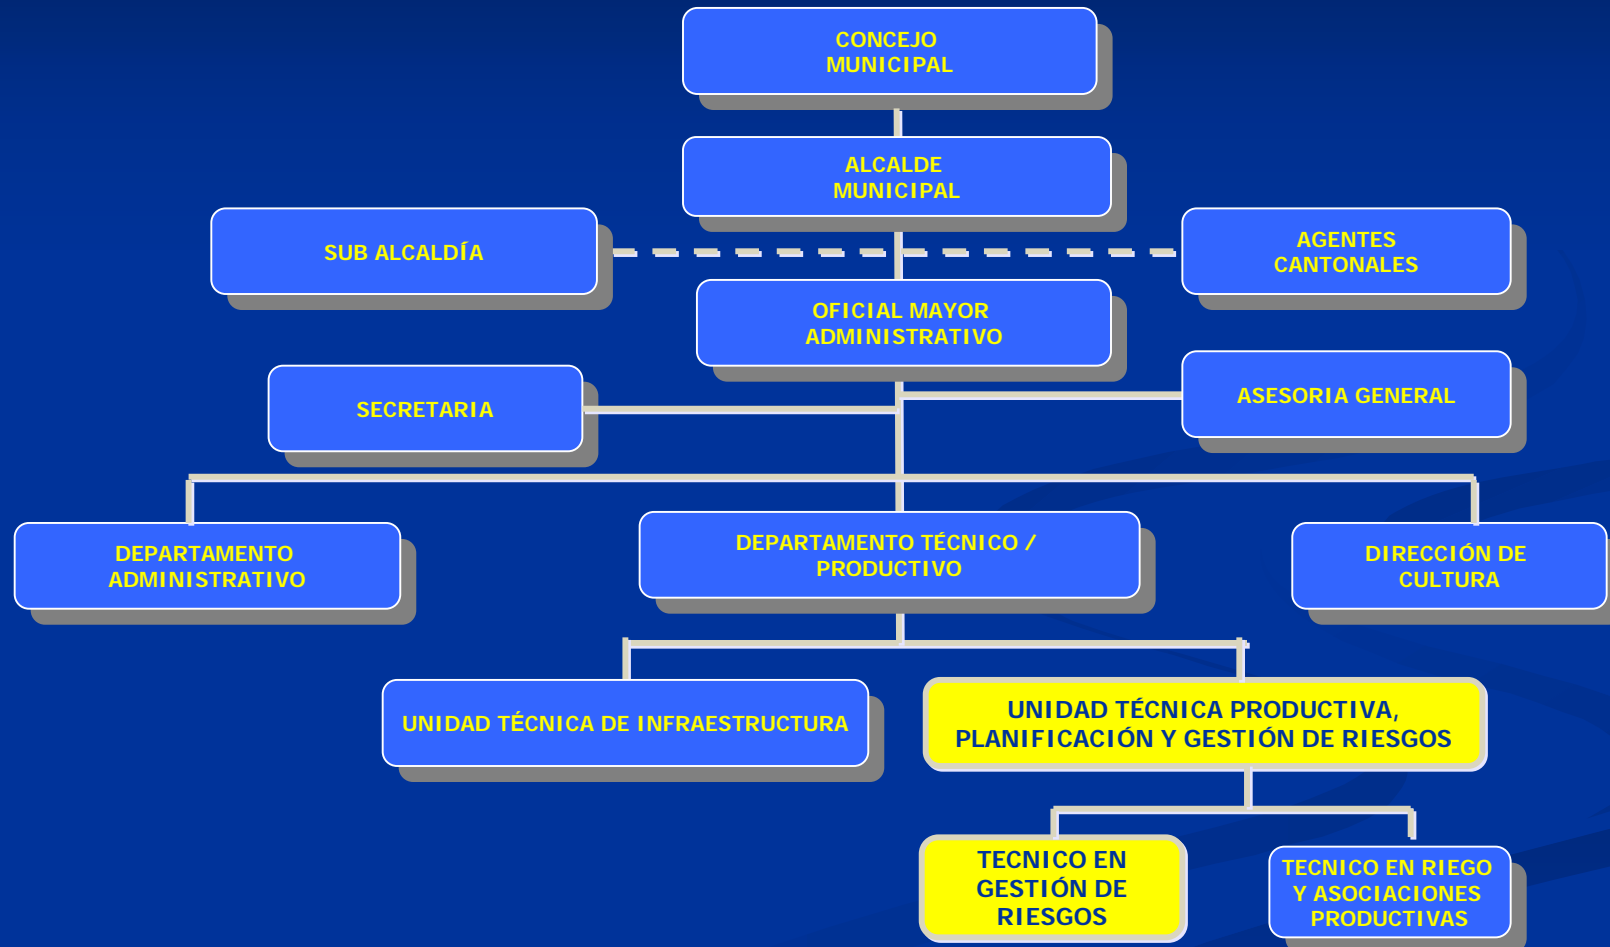 CONCEJO
MUNICIPAL
ALCALDE
MUNICIPAL
SUB ALCALDÍA
AGENTES
CANTONALES
OFICIAL MAYOR
ADMINISTRATIVO
SECRETARIA
ASESORIA GENERAL
DEPARTAMENTO
ADMINISTRATIVO
DEPARTAMENTO TÉCNICO /
PRODUCTIVO
DIRECCIÓN DE
CULTURA
UNIDAD TÉCNICA DE INFRAESTRUCTURA
UNIDAD TÉCNICA PRODUCTIVA,
PLANIFICACIÓN Y GESTIÓN DE RIESGOS
TECNICO EN
GESTIÓN DE
RIESGOS
TECNICO EN RIEGO
Y ASOCIACIONES
PRODUCTIVAS